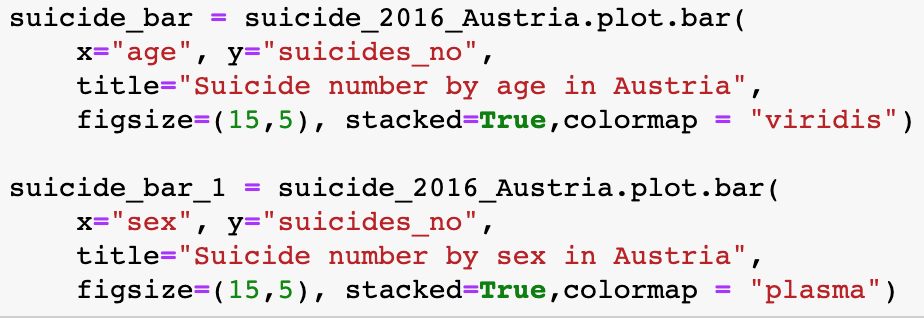 suicide_bar = suicide_2016_Austria.plot.bar(
    x="age", y="suicides_no",
    title="Suicide number by age in Austria",
    figsize=(15,5), stacked=True,colormap = "viridis")

suicide_bar_1 = suicide_2016_Austria.plot.bar(
    x="sex", y="suicides_no",
    title="Suicide number by sex in Austria",
    figsize=(15,5), stacked=True,colormap = "plasma")